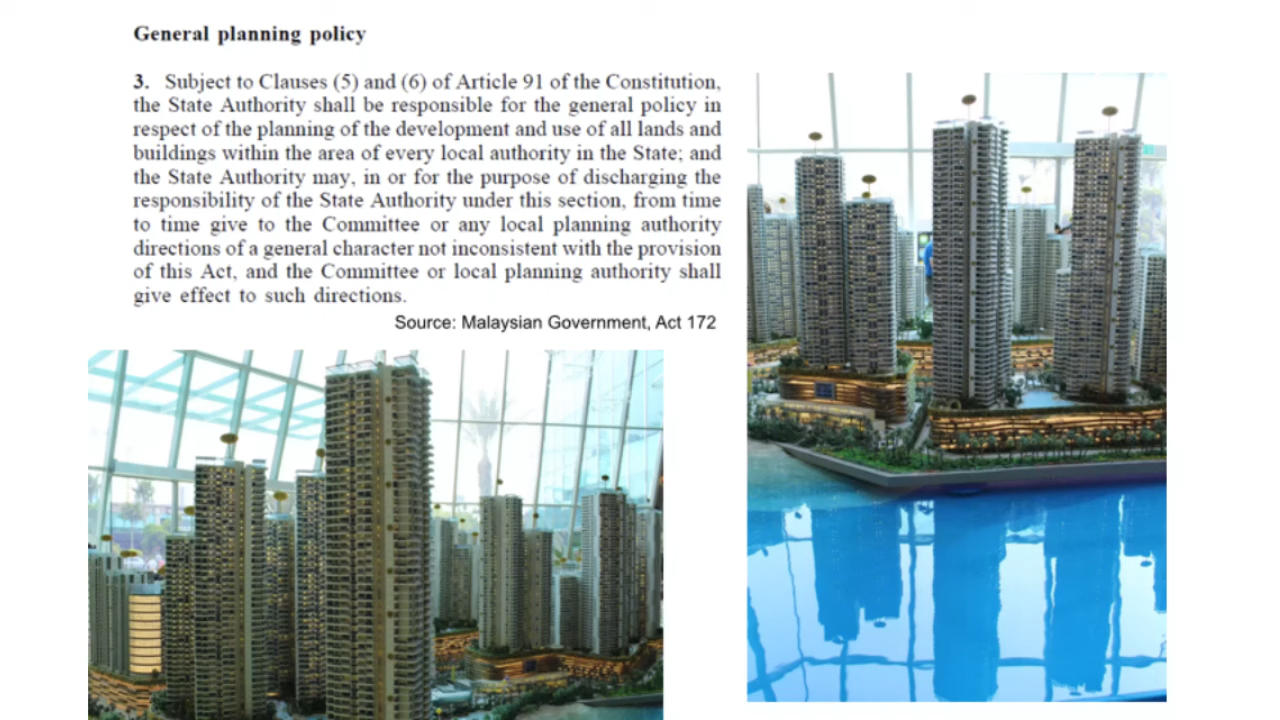 General planning policy
3. Subject to Clauses (5) and (6) of Article 91 of the Constitution,
the State Authority shall be responsible for the general policy in
respect of the planning of the development and use of all lands and
buildings within the area of every local authority in the State; and
the State Authority may, in or for the purpose of discharging the
responsibility of the State Authority under this section, from time
to time give to the Committee or any local planning authority
directions of a general character not inconsistent with the provision
of this Act, and the Committee or local planning authority shall
give effect to such directions.
Source: Malaysian Government, Act 172